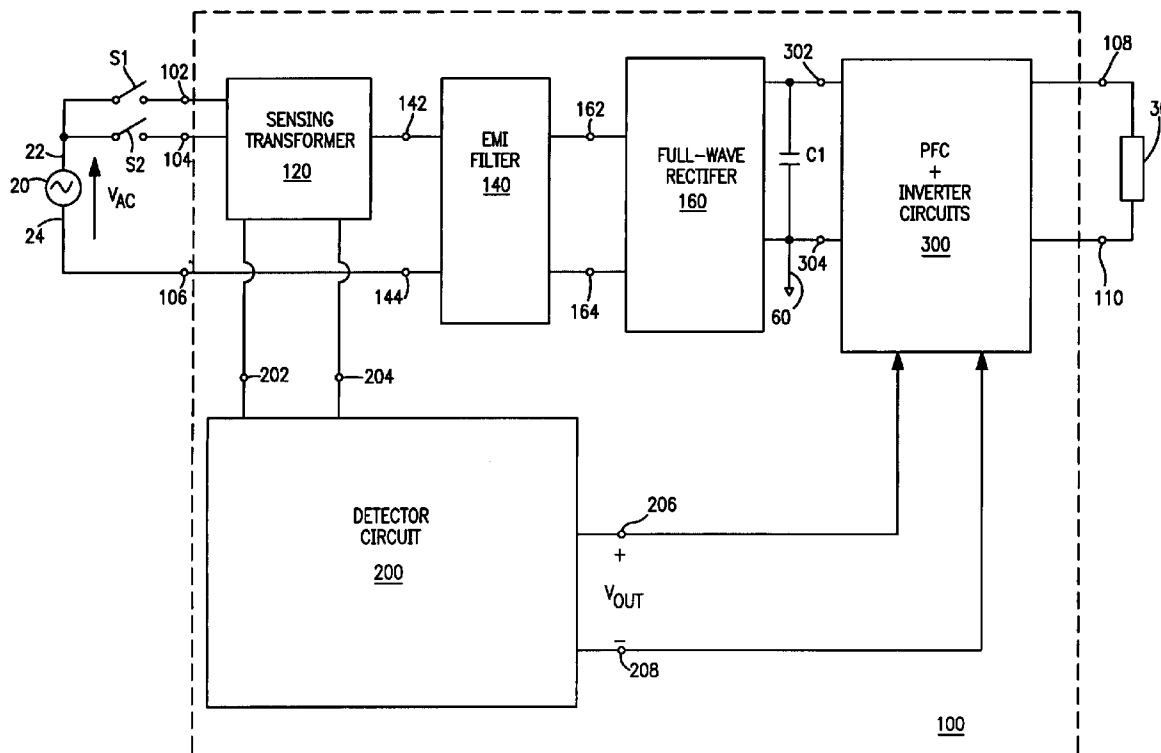 S1
102
S2
104
22
20
24
V_AC
106
SENSING
TRANSFORMER
120
142
144
EMI
FILTER
140
162
164
FULL-WAVE
RECTIFER
160
302
C1
304
60
PFC
+
INVERTER
CIRCUITS
300
108
110
202
204
DETECTOR
CIRCUIT
200
206
+
V_OUT
–
208
100